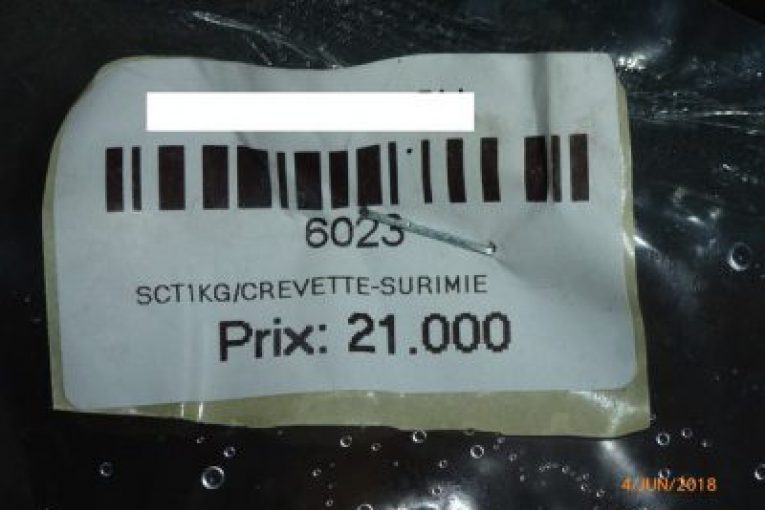 6023
SCT1KG/CREVETTE-SURIMIE
Prix: 21.000
4/JUN/2018